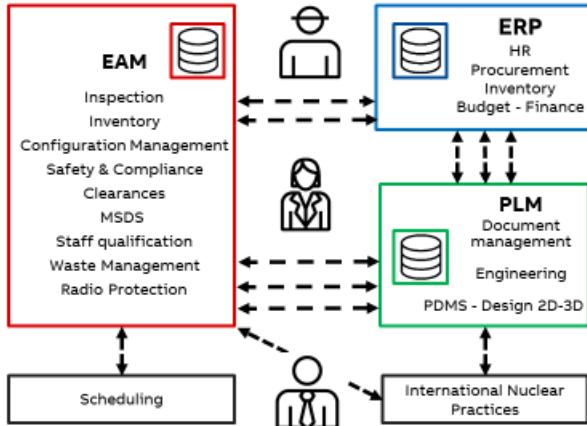 EAM
Inspection
Inventory
Configuration Management
Safety & Compliance
Clearances
MSDS
Staff qualification
Waste Management
Radio Protection
ERP
HR
Procurement
Inventory
Budget - Finance
PLM
Document
management
Engineering
PDMS - Design 2D-3D
Scheduling
International Nuclear
Practices